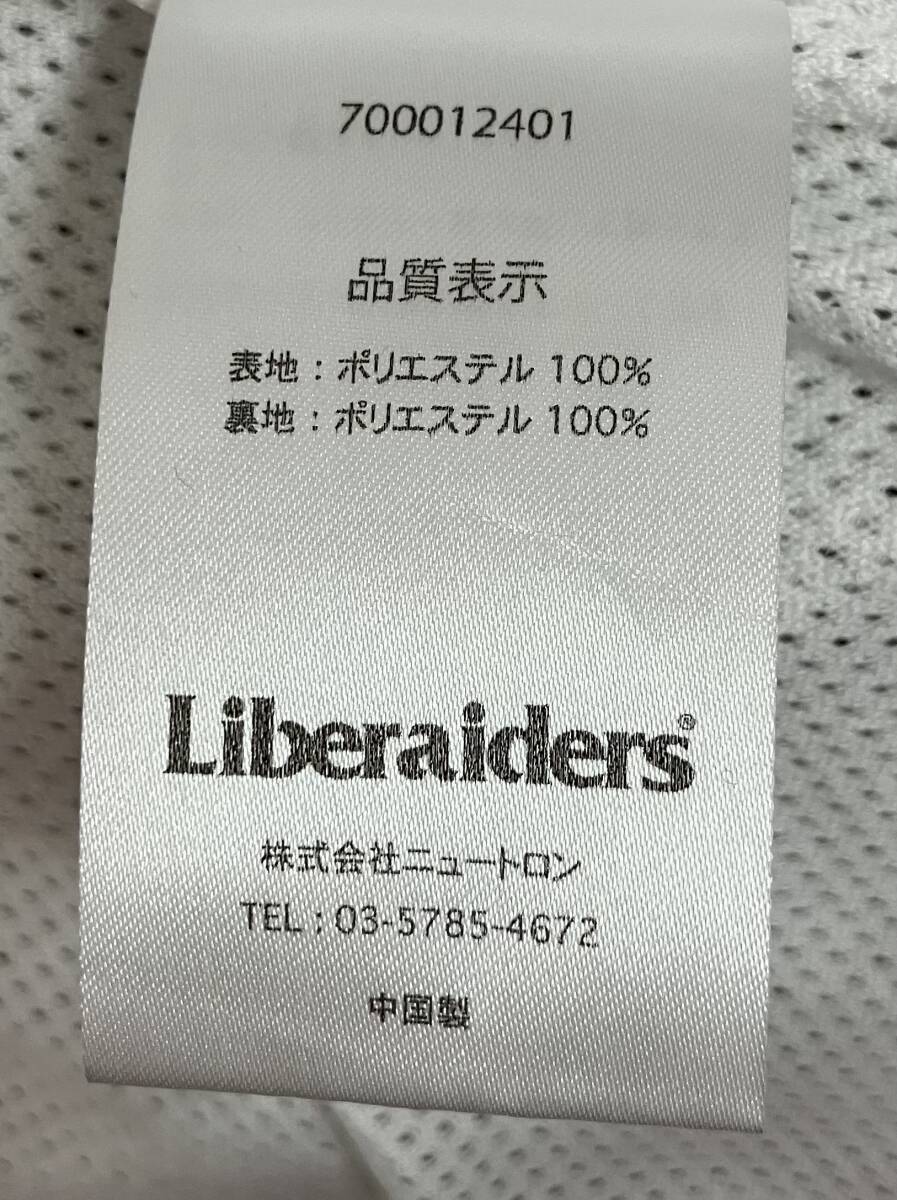 700012401
品質表示
表地 : ポリエステル 100%
裏地 : ポリエステル 100%
Liberaiders®
株式会社ニュートロン
TEL : 03-5785-4672
中国製